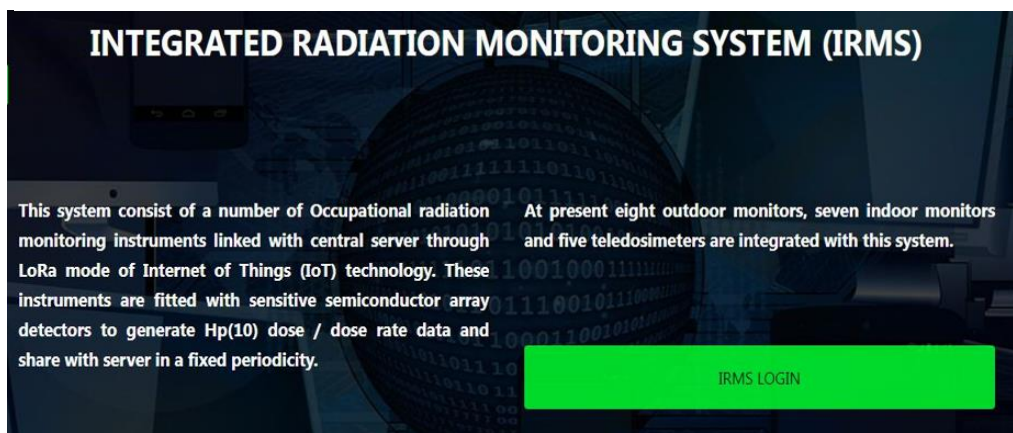 INTEGRATED RADIATION MONITORING SYSTEM (IRMS)
This system consist of a number of Occupational radiation
monitoring instruments linked with central server through
LoRa mode of Internet of Things (IoT) technology. These
instruments are fitted with sensitive semiconductor array
detectors to generate Hp(10) dose / dose rate data and
share with server in a fixed periodicity.
At present eight outdoor monitors, seven indoor monitors
and five teledosimeters are integrated with this system.
IRMS LOGIN